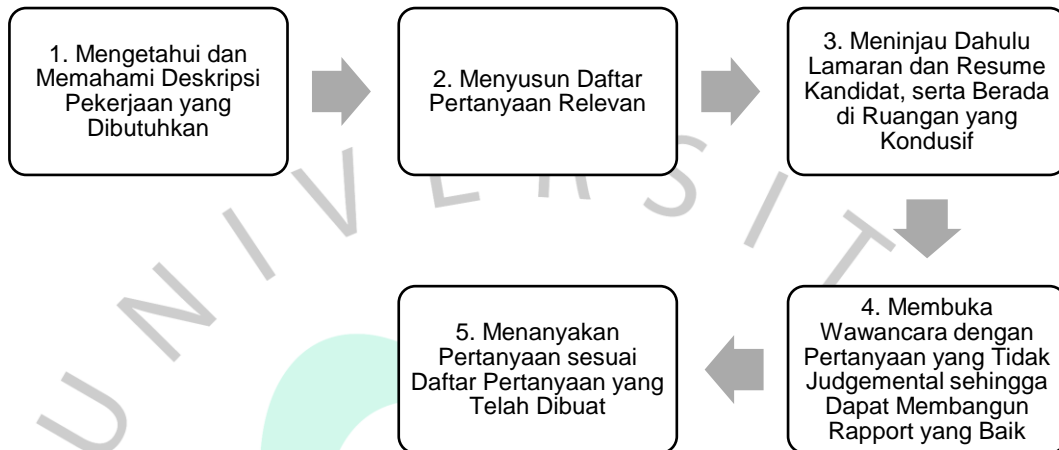 1. Mengetahui dan
Memahami Deskripsi
Pekerjaan yang
Dibutuhkan
2. Menyusun Daftar
Pertanyaan Relevan
3. Meninjau Dahulu
Lamaran dan Resume
Kandidat, serta Berada
di Ruangan yang
Kondusif
4. Membuka
Wawancara dengan
Pertanyaan yang Tidak
Judgemental sehingga
Dapat Membangun
Rapport yang Baik
5. Menanyakan
Pertanyaan sesuai
Daftar Pertanyaan yang
Telah Dibuat
UNIVERSIT